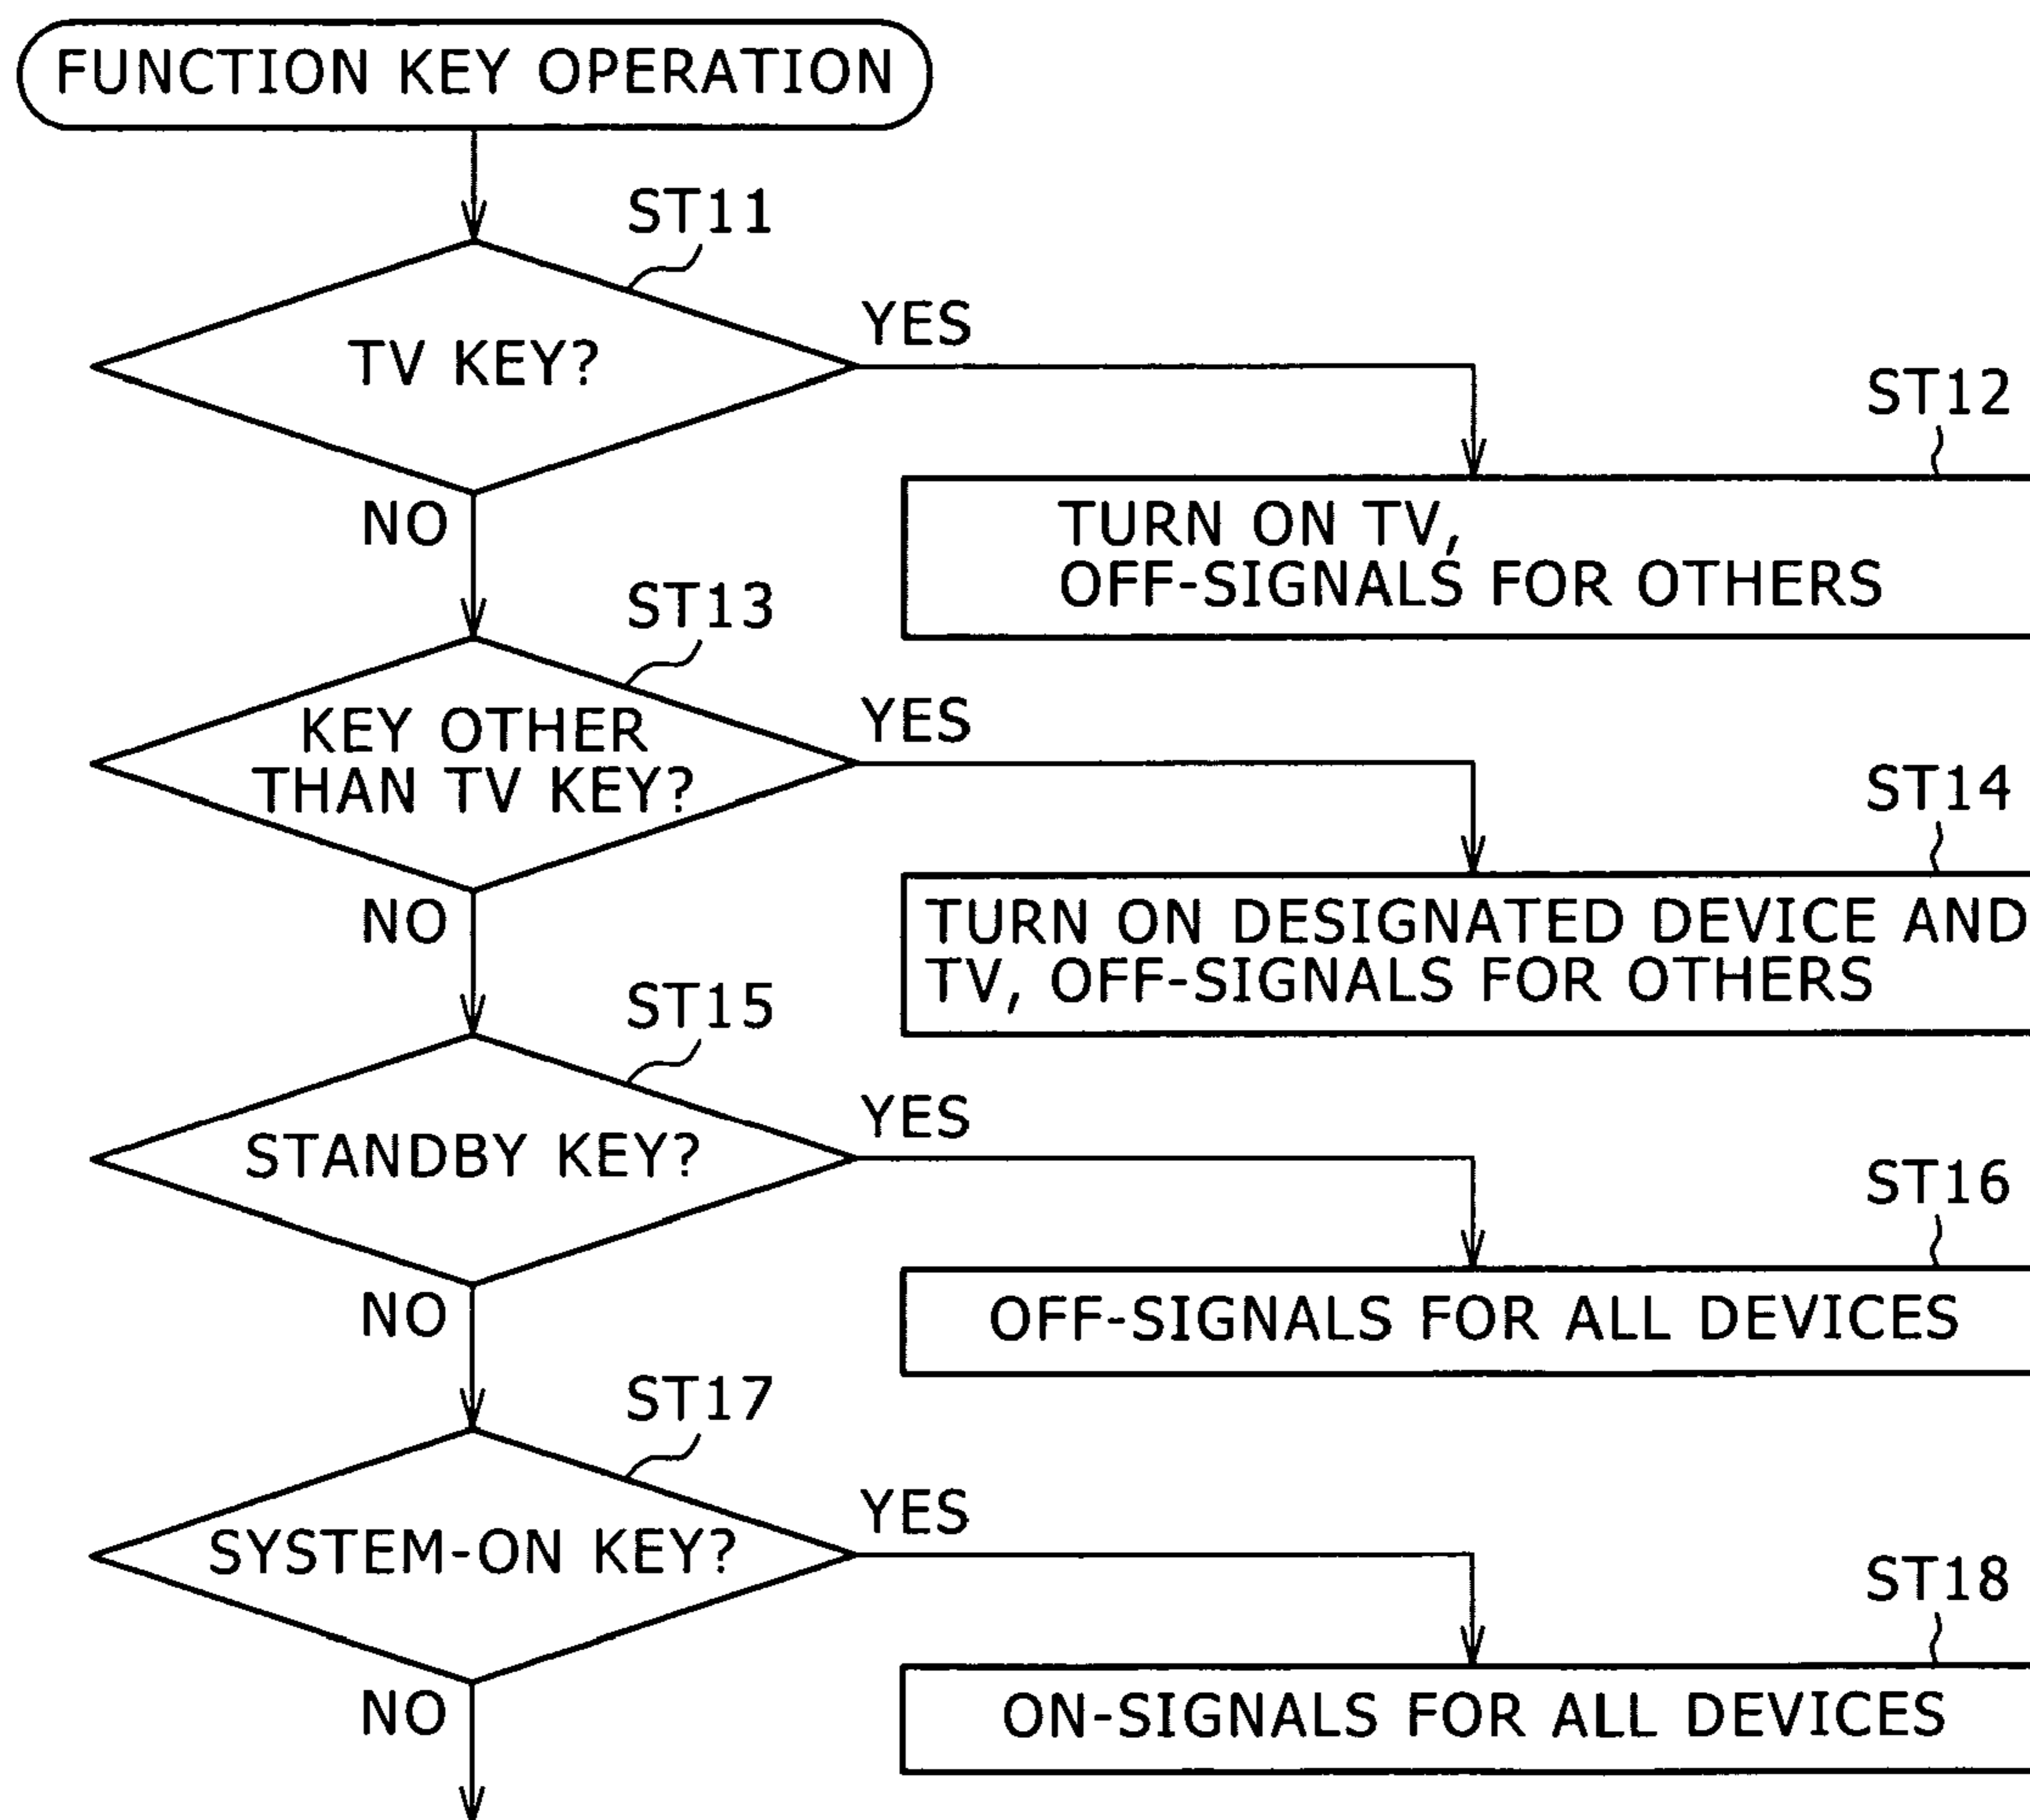 FUNCTION KEY OPERATION
ST11
TV KEY?
YES
NO
ST12
TURN ON TV,
OFF-SIGNALS FOR OTHERS
ST13
KEY OTHER
THAN TV KEY?
YES
NO
ST14
TURN ON DESIGNATED DEVICE AND
TV, OFF-SIGNALS FOR OTHERS
ST15
STANDBY KEY?
YES
NO
ST16
OFF-SIGNALS FOR ALL DEVICES
ST17
SYSTEM-ON KEY?
YES
NO
ST18
ON-SIGNALS FOR ALL DEVICES